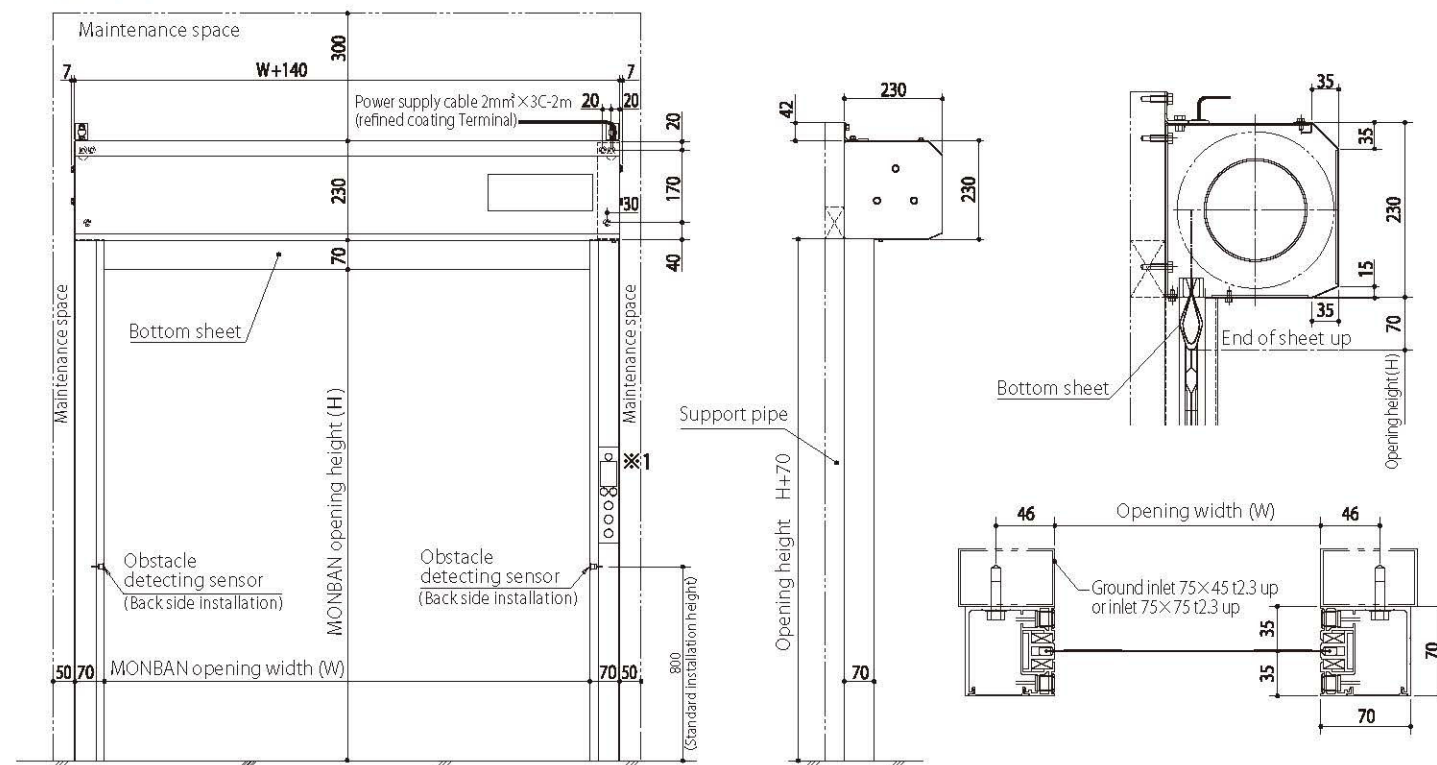 Maintenance space
300
7
W+140
7
Power supply cable 2mm²×3C-2m
(refined coating Terminal)
20
20
20
230
170
30
70
40
Bottom sheet
Maintenance space
Maintenance space
MONBAN opening height (H)
※1
Obstacle
detecting sensor
(Back side installation)
Obstacle
detecting sensor
(Back side installation)
50
70
MONBAN opening width (W)
70
50
800
(Standard installation height)
230
42
230
Support pipe
Opening height H+70
70
35
35
230
15
35
70
End of sheet up
Bottom sheet
Opening height (H)
46
Opening width (W)
46
Ground inlet 75×45 t2.3 up
or inlet 75×75 t2.3 up
35
35
70
70